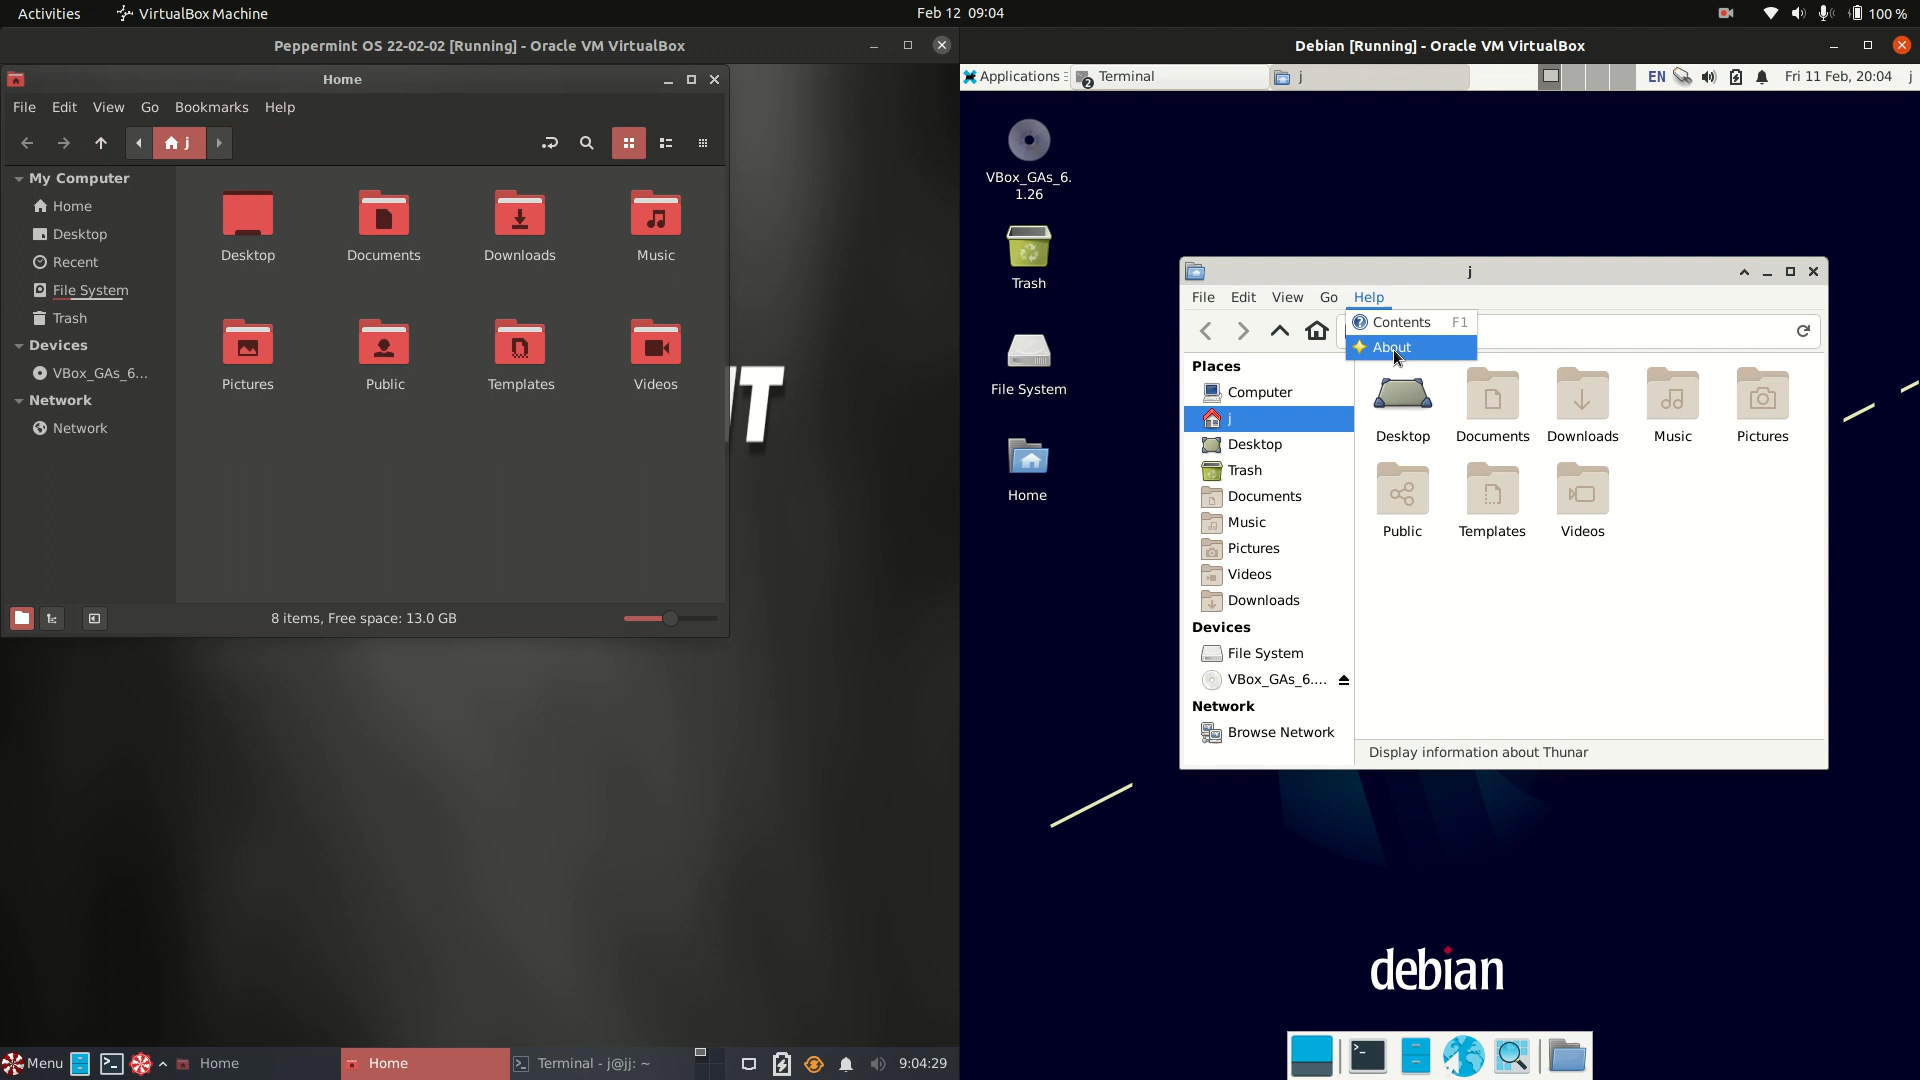 Activities VirtualBox Machine Feb 12 09:04 100 %
Peppermint OS 22-02-02 [Running] - Oracle VM VirtualBox
Home
File Edit View Go Bookmarks Help
j
My Computer
Home
Desktop
Recent
File System
Trash
Devices
VBox_GAs_6...
Network
Network
Desktop Documents Downloads Music
Pictures Public Templates Videos
8 items, Free space: 13.0 GB
Menu Home Home Terminal - j@jj: ~ 9:04:29
Debian [Running] - Oracle VM VirtualBox
Applications 2 Terminal j EN Fri 11 Feb, 20:04 j
VBox_GAs_6.
1.26
Trash
File System
Home
j
File Edit View Go Help
Contents F1
About
Places
Computer
j
Desktop
Trash
Documents
Music
Pictures
Videos
Downloads
Devices
File System
VBox_GAs_6....
Network
Browse Network
Desktop Documents Downloads Music Pictures
Public Templates Videos
Display information about Thunar
debian